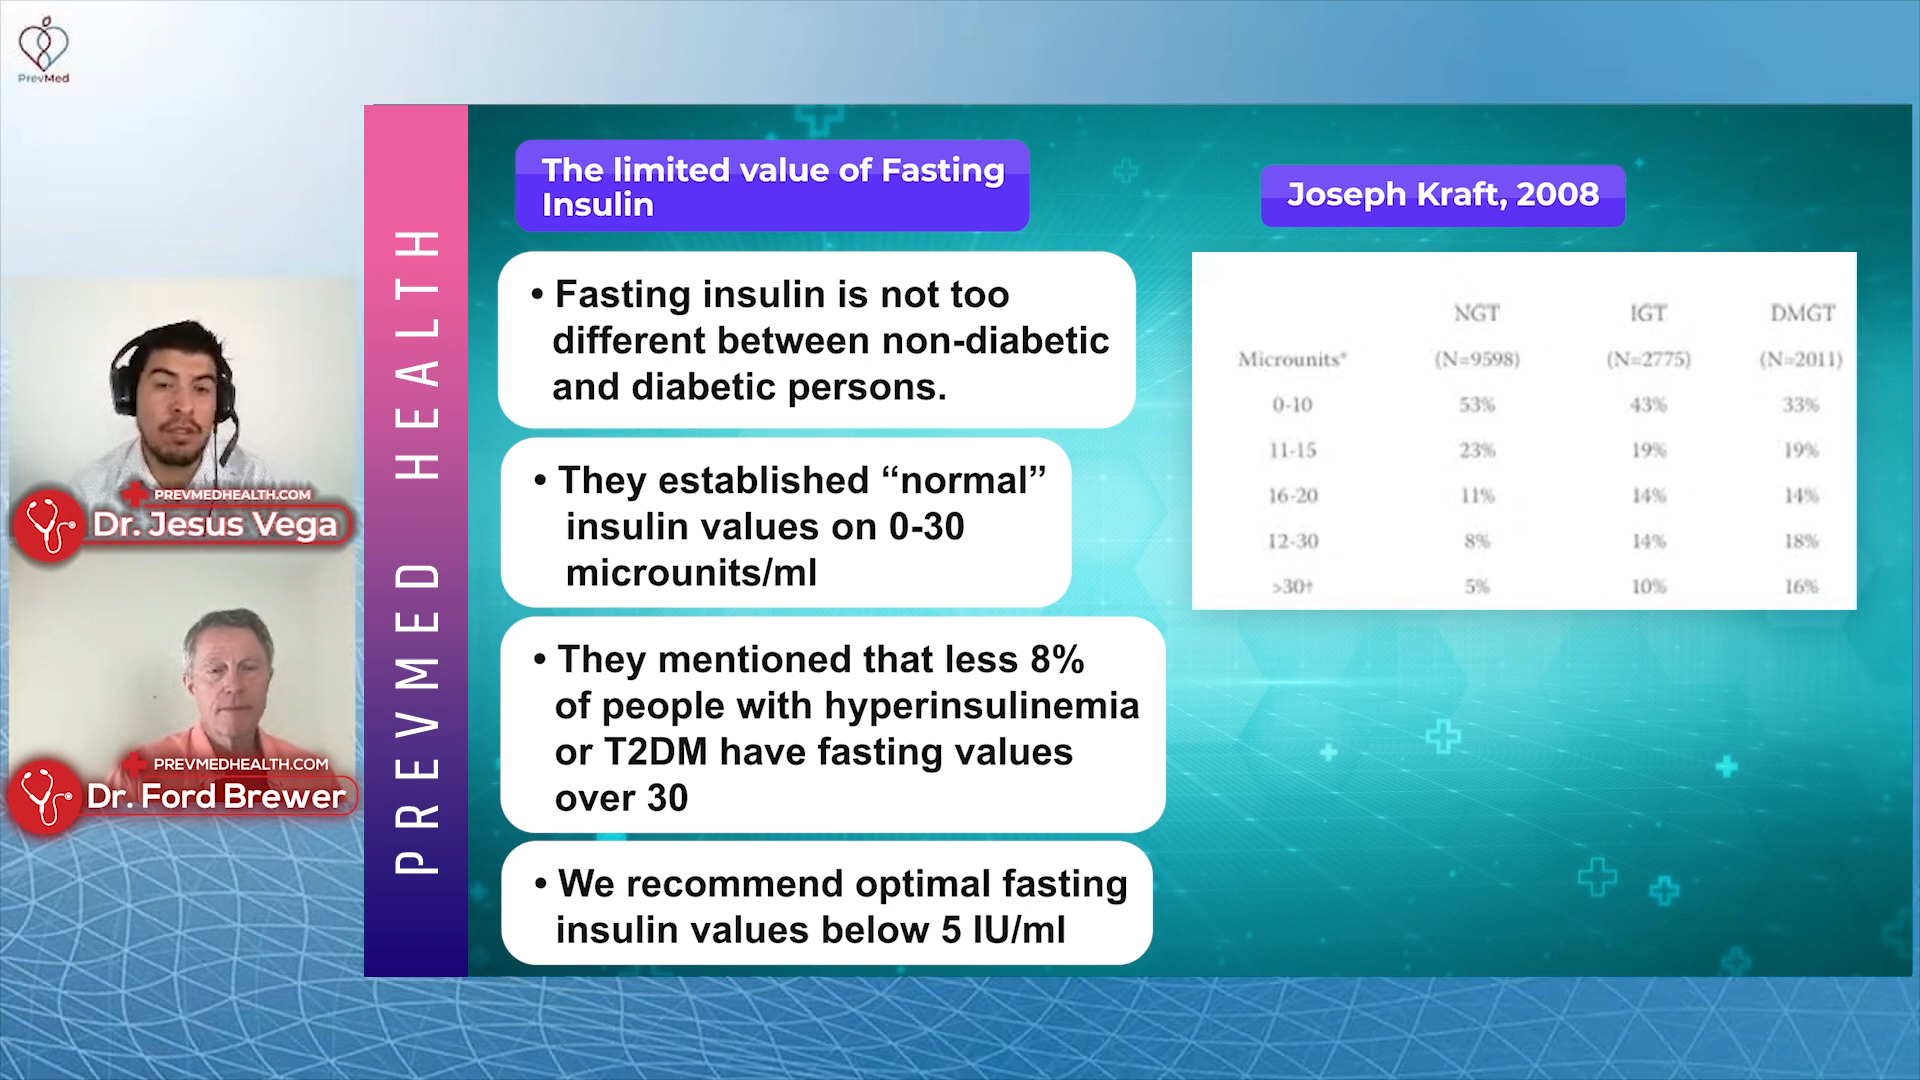 PrevMed
PREVMED HEALTH
The limited value of Fasting
Insulin
• Fasting insulin is not too
different between non-diabetic
and diabetic persons.
• They established “normal”
insulin values on 0-30
microunits/ml
• They mentioned that less 8%
of people with hyperinsulinemia
or T2DM have fasting values
over 30
• We recommend optimal fasting
insulin values below 5 IU/ml
Joseph Kraft, 2008
NGT IGT DMGT
Microunits* (N=9598) (N=2775) (N=2011)
0-10 53% 43% 33%
11-15 23% 19% 19%
16-20 11% 14% 14%
12-30 8% 14% 18%
>30† 5% 10% 16%
PREVMEDHEALTH.COM
Dr. Jesus Vega
PREVMEDHEALTH.COM
Dr. Ford Brewer